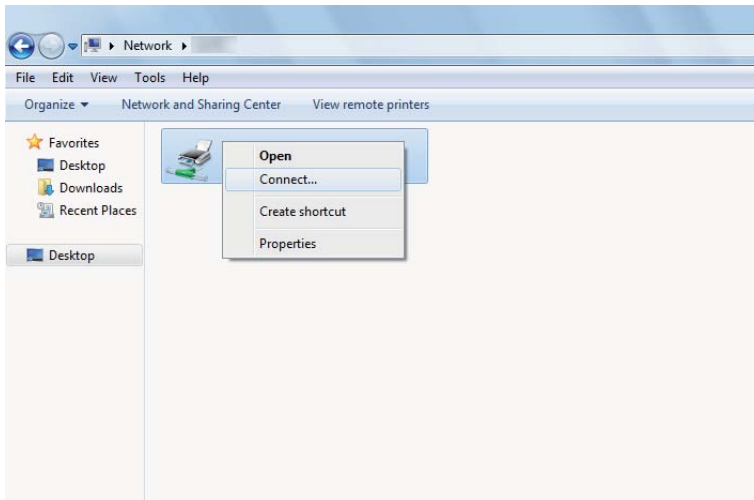 Network
File Edit View Tools Help
Organize Network and Sharing Center View remote printers
Favorites
Desktop
Downloads
Recent Places
Desktop
Open
Connect...
Create shortcut
Properties